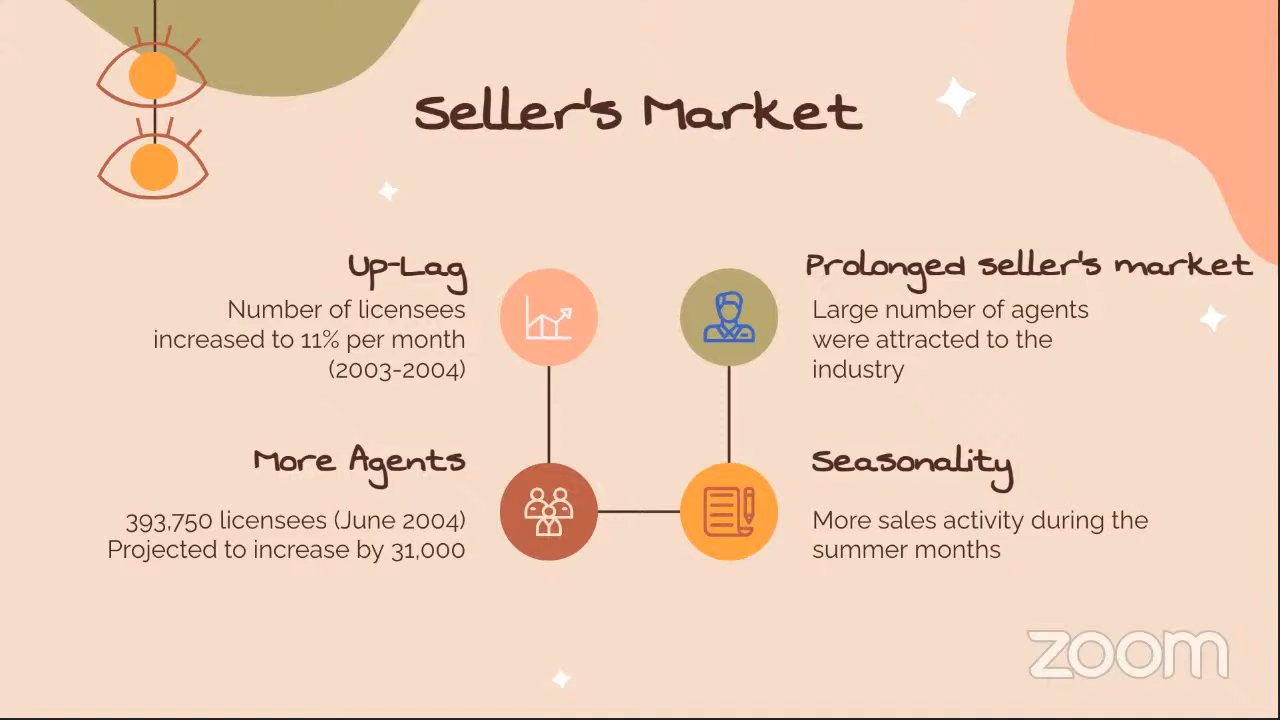 Seller's Market
Up-Lag
Number of licensees
increased to 11% per month
(2003-2004)
Prolonged seller's market
Large number of agents
were attracted to the
industry
More Agents
393,750 licensees (June 2004)
Projected to increase by 31,000
Seasonality
More sales activity during the
summer months
zoom